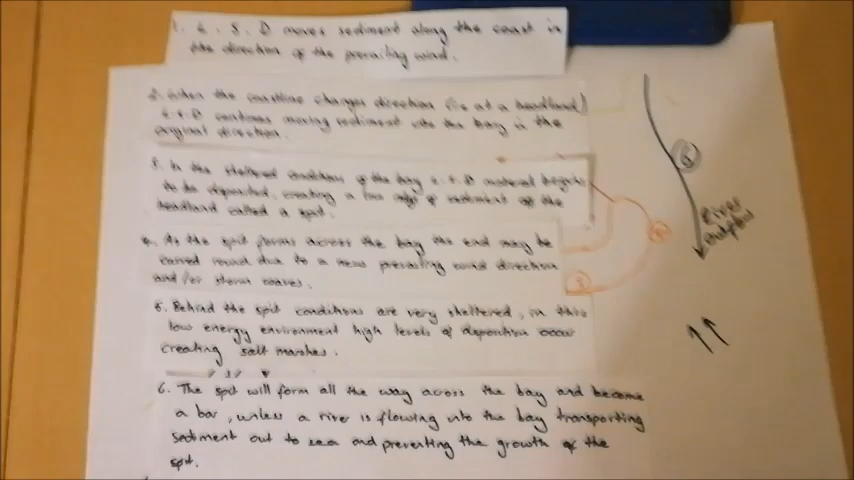 1. L.S.D moves sediment along the coast in
the direction of the prevailing wind.
2. When the coastline changes direction (i.e at a headland)
L.S.D continues moving sediment into the bay in the
original direction.
3. In the sheltered conditions of the bay L.S.D material begins
to be deposited, creating a low ridge of sediment off the
headland called a spit.
4. As the spit forms across the bay the end may be
curved round due to a new prevailing wind direction
and/or storm waves.
5. Behind the spit conditions are very sheltered, in this
low energy environment high levels of deposition occur
creating salt marshes.
6. The spit will form all the way across the bay and become
a bar, unless a river is flowing into the bay transporting
sediment out to sea and preventing the growth of the
spit.
6
River
output
3